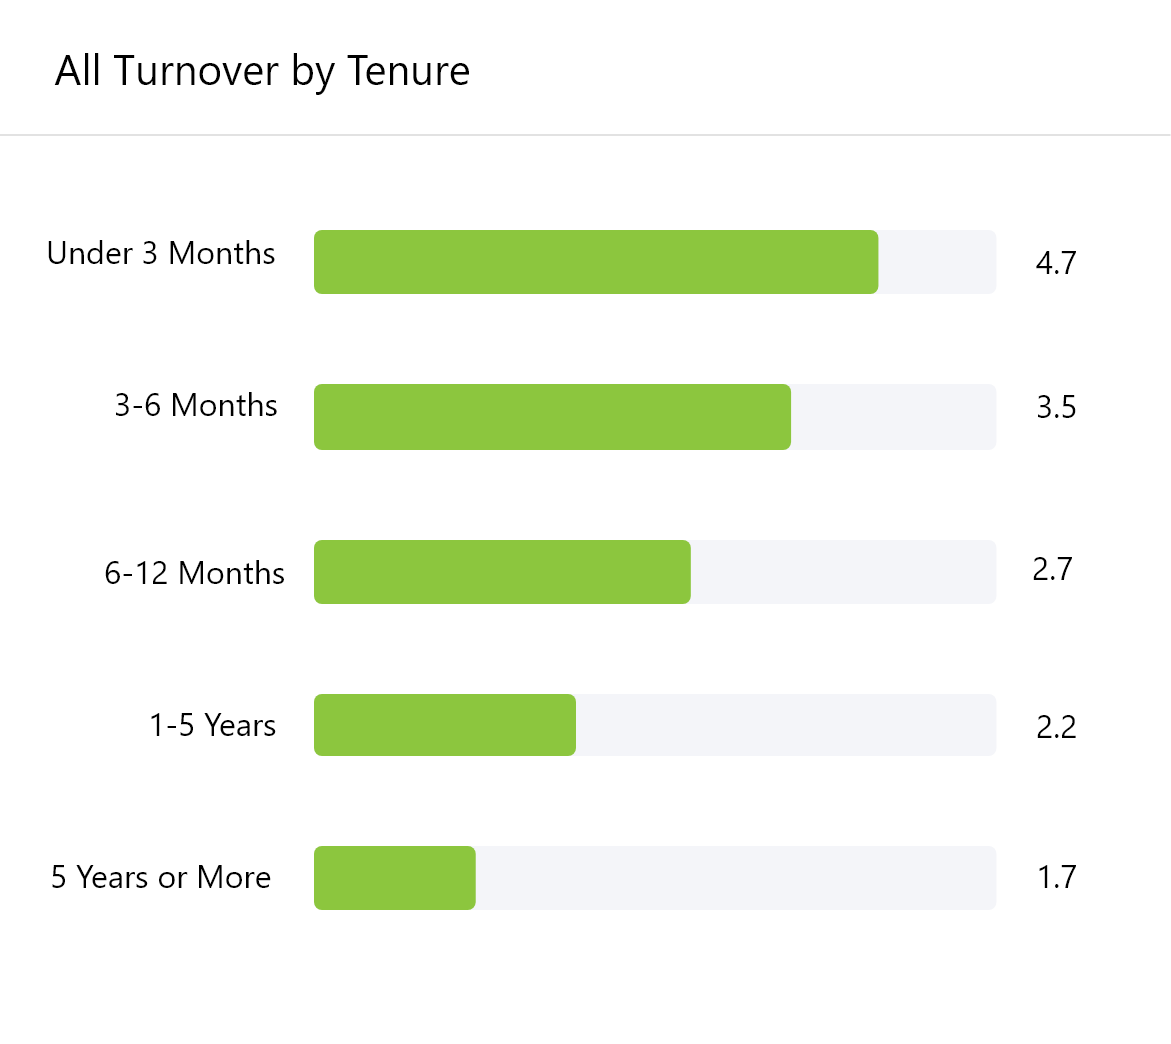 All Turnover by Tenure
Under 3 Months 4.7
3-6 Months 3.5
6-12 Months 2.7
1-5 Years 2.2
5 Years or More 1.7